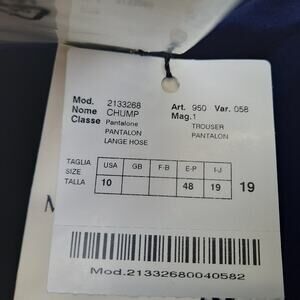 Mod. 2133268 Art. 950 Var. 058
Nome CHUMP Mag.1
Classe Pantalone TROUSER
PANTALON PANTALON
LANGE HOSE
TAGLIA USA GB F-B E-P I-J
SIZE
TALLA 10 48 19 19
Mod.21332680040582
M